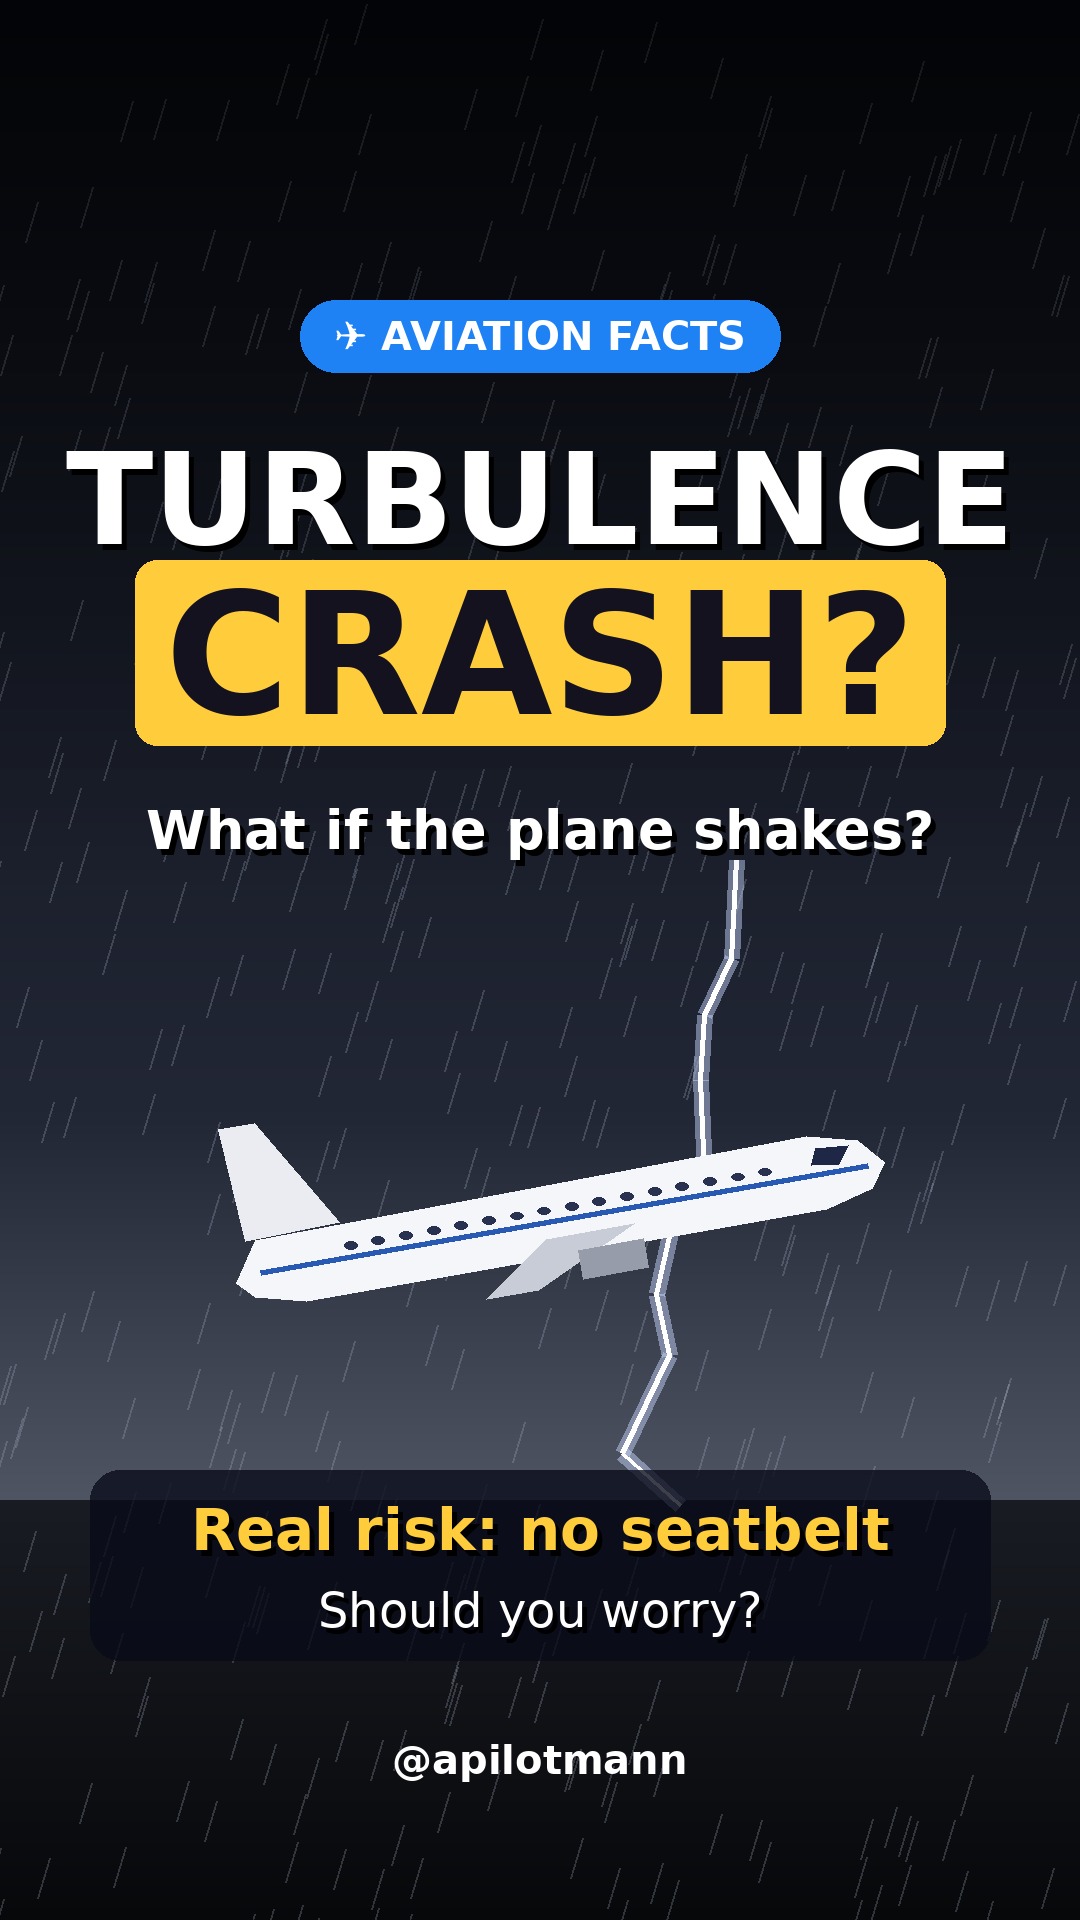 ✈ AVIATION FACTS
TURBULENCE
CRASH?
What if the plane shakes?
Real risk: no seatbelt
Should you worry?
@apilotmann